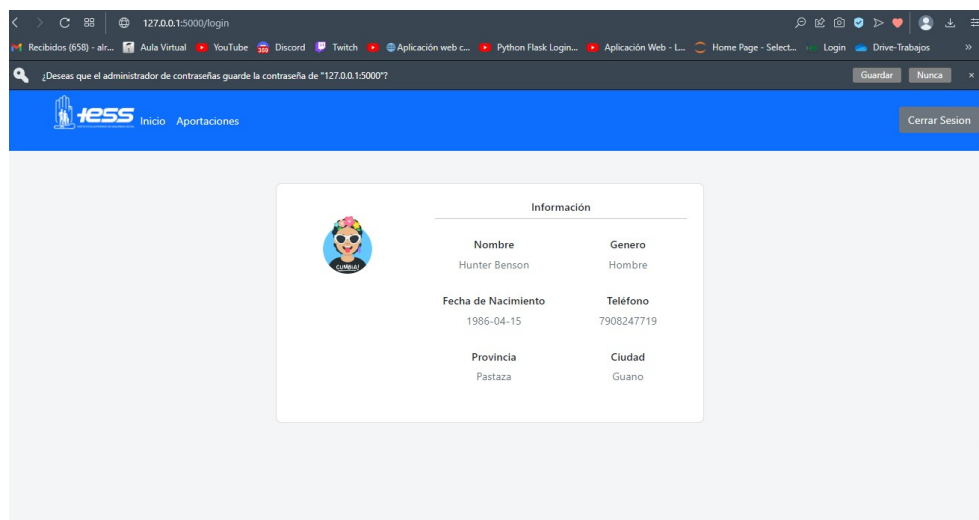 127.0.0.1:5000/login
Recibidos (658) - alr... Aula Virtual YouTube Discord Twitch Aplicación web c... Python Flask Login... Aplicación Web - L... Home Page - Select... Login Drive-Trabajos »
¿Deseas que el administrador de contraseñas guarde la contraseña de "127.0.0.1:5000"? Guardar Nunca ×
iess Inicio Aportaciones Cerrar Sesion
Información
Nombre Genero
Hunter Benson Hombre
CUMBIA!
Fecha de Nacimiento Teléfono
1986-04-15 7908247719
Provincia Ciudad
Pastaza Guano